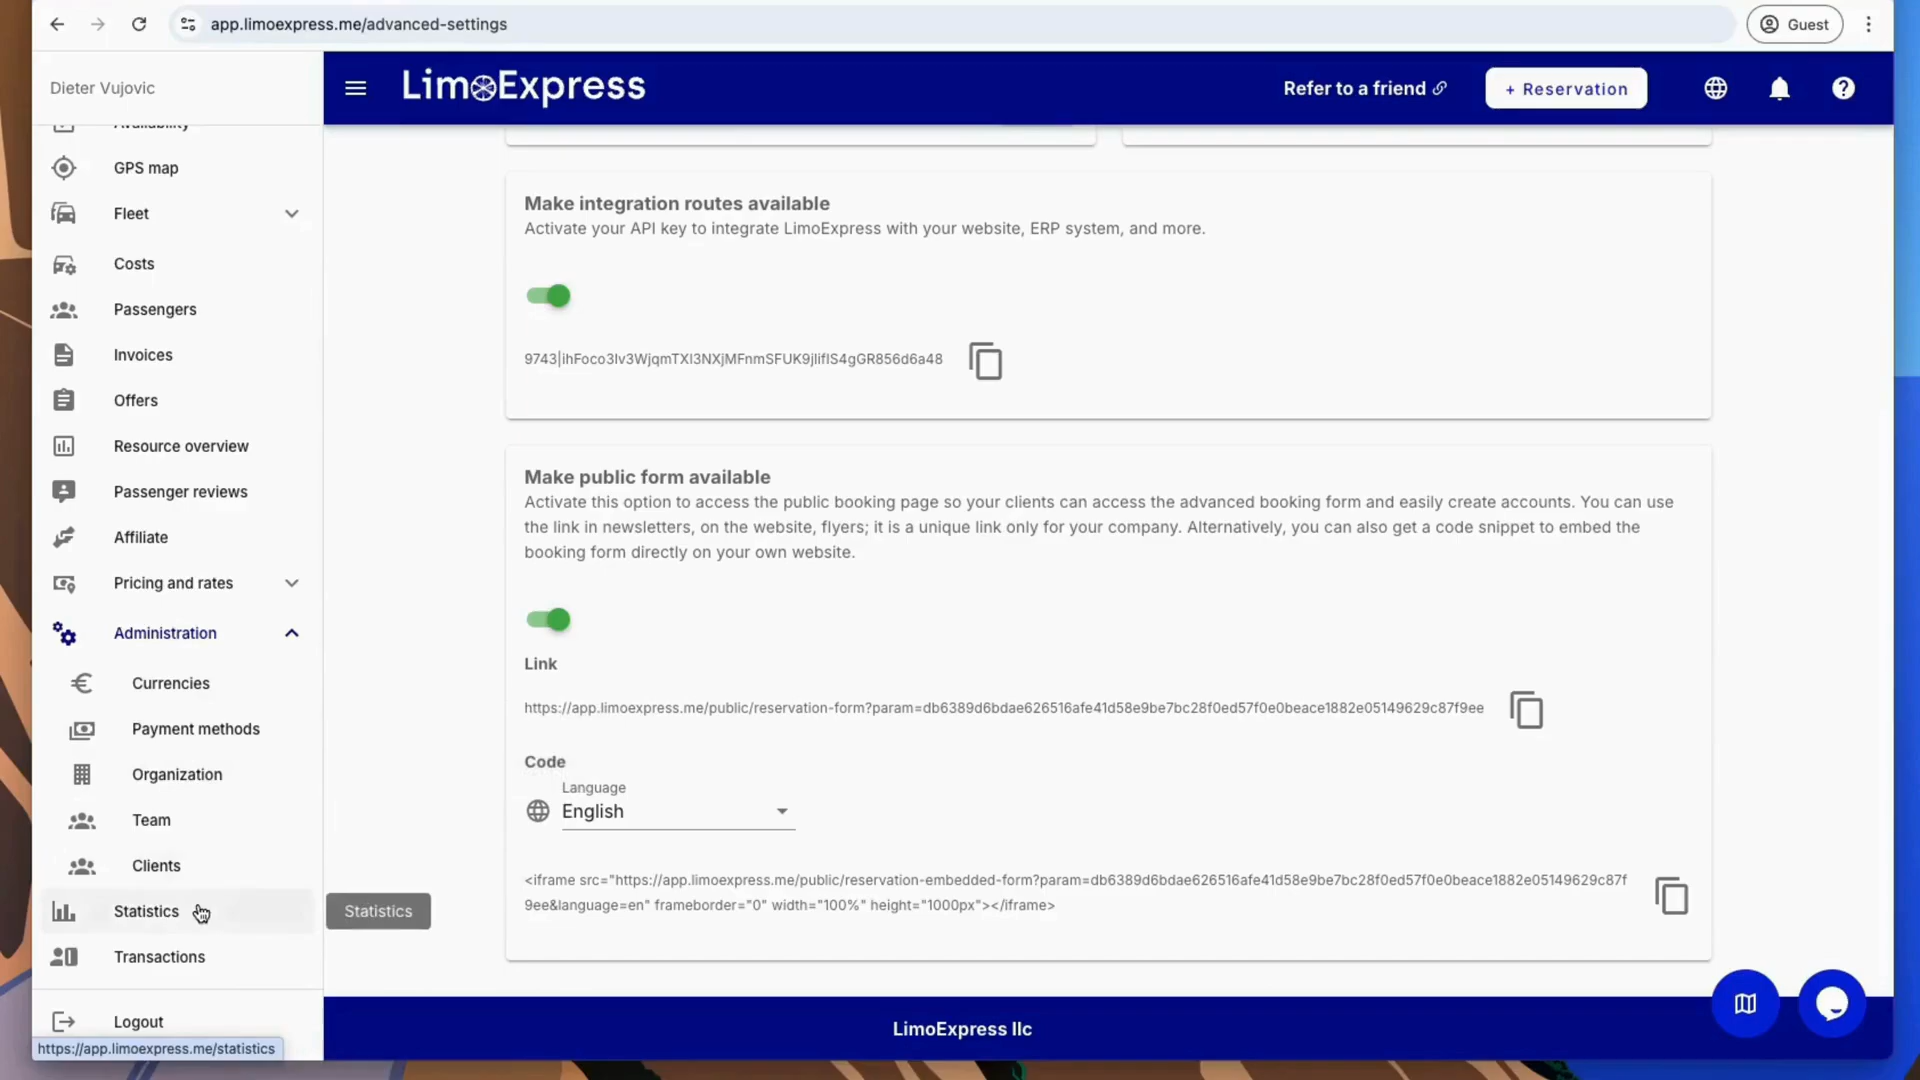 app.limoexpress.me/advanced-settings
Guest
Dieter Vujovic
LimoExpress
Refer to a friend
+ Reservation
Availability
GPS map
Fleet
Costs
Passengers
Invoices
Offers
Resource overview
Passenger reviews
Affiliate
Pricing and rates
Administration
Currencies
Payment methods
Organization
Team
Clients
Statistics
Transactions
Logout
https://app.limoexpress.me/statistics
Statistics
Make integration routes available
Activate your API key to integrate LimoExpress with your website, ERP system, and more.
9743|ihFoco3Iv3WjqmTXI3NXjMFnmSFUK9jIifIS4gGR856d6a48
Make public form available
Activate this option to access the public booking page so your clients can access the advanced booking form and easily create accounts. You can use
the link in newsletters, on the website, flyers; it is a unique link only for your company. Alternatively, you can also get a code snippet to embed the
booking form directly on your own website.
Link
https://app.limoexpress.me/public/reservation-form?param=db6389d6bdae626516afe41d58e9be7bc28f0ed57f0e0beace1882e05149629c87f9ee
Code
Language
English
<iframe src="https://app.limoexpress.me/public/reservation-embedded-form?param=db6389d6bdae626516afe41d58e9be7bc28f0ed57f0e0beace1882e05149629c87f
9ee&language=en" frameborder="0" width="100%" height="1000px"></iframe>
LimoExpress llc